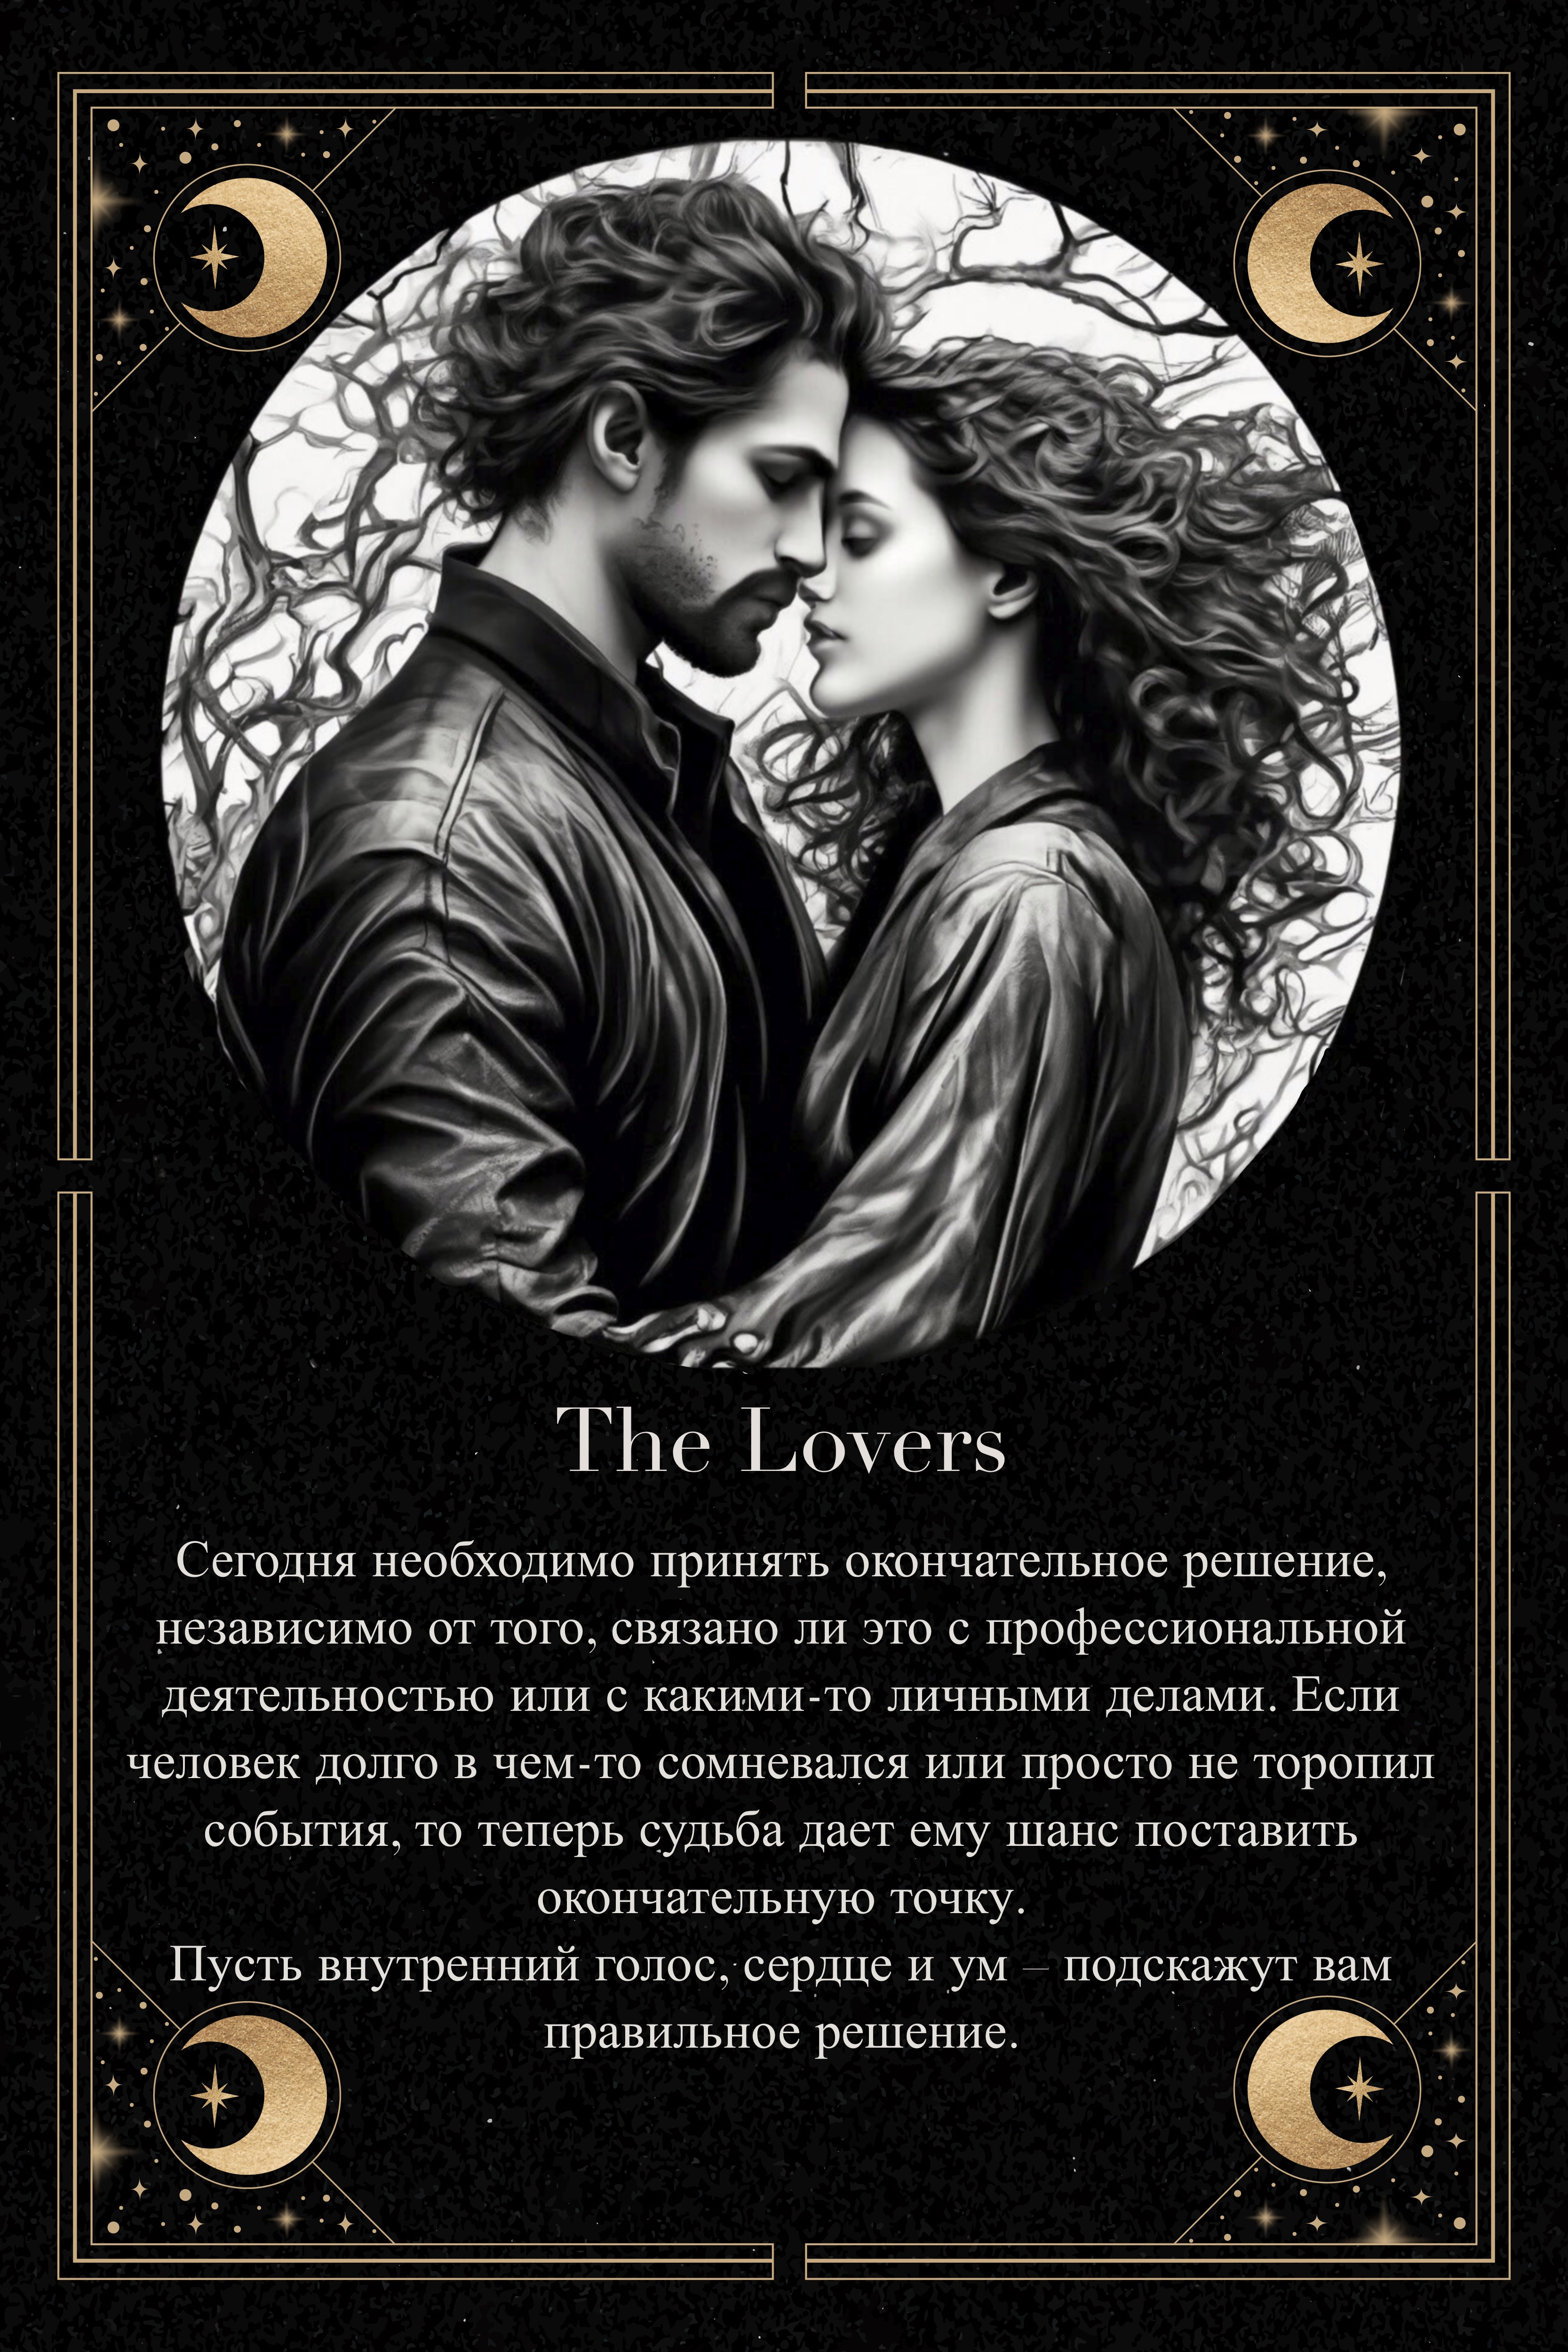 The Lovers
Сегодня необходимо принять окончательное решение,
независимо от того, связано ли это с профессиональной
деятельностью или с какими-то личными делами. Если
человек долго в чем-то сомневался или просто не торопил
события, то теперь судьба дает ему шанс поставить
окончательную точку.
Пусть внутренний голос, сердце и ум – подскажут вам
правильное решение.